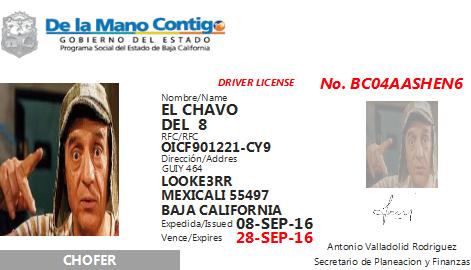 De la Mano Contigo
GOBIERNO DEL ESTADO
Programa Social del Estado de Baja California
DRIVER LICENSE
No. BC04AASHEN6
Nombre/Name
EL CHAVO
DEL 8
RFC/RFC
OICF901221-CY9
Dirección/Addres
GUIY 464
LOOKE3RR
MEXICALI 55497
BAJA CALIFORNIA
Expedida/Issued 08-SEP-16
Vence/Expires 28-SEP-16
CHOFER
Antonio Valladolid Rodriguez
Secretario de Planeacion y Finanzas